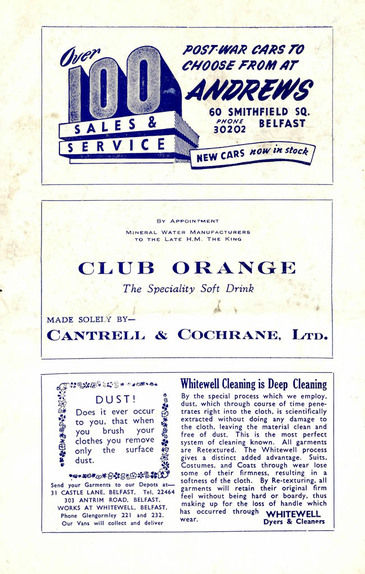 Over
100
SALES &
SERVICE
POST-WAR CARS TO
CHOOSE FROM AT
ANDREWS
60 SMITHFIELD SQ.
PHONE
30202 BELFAST
NEW CARS now in stock
BY APPOINTMENT
MINERAL WATER MANUFACTURERS
TO THE LATE H.M. THE KING
CLUB ORANGE
The Speciality Soft Drink
MADE SOLELY BY—
CANTRELL & COCHRANE, LTD.
DUST!
Does it ever occur
to you, that when
you brush your
clothes you remove
only the surface
dust.
Send your Garments to our Depots at—
31 CASTLE LANE, BELFAST, Tel. 22464
303 ANTRIM ROAD, BELFAST.
WORKS AT WHITEWELL, BELFAST.
Phone Glengormley 221 and 232.
Our Vans will collect and deliver
Whitewell Cleaning is Deep Cleaning
By the special process which we employ,
dust, which through course of time pene-
trates right into the cloth, is scientifically
extracted without doing any damage to
the cloth, leaving the material clean and
free of dust. This is the most perfect
system of cleaning known. All garments
are Retextured. The Whitewell process
gives a distinct added advantage. Suits,
Costumes, and Coats through wear lose
some of their firmness, resulting in a
softness of the cloth. By Re-texturing, all
garments will retain their original firm
feel without being hard or boardy, thus
making up for the loss of handle which
has occurred through
wear.
WHITEWELL
Dyers & Cleaners